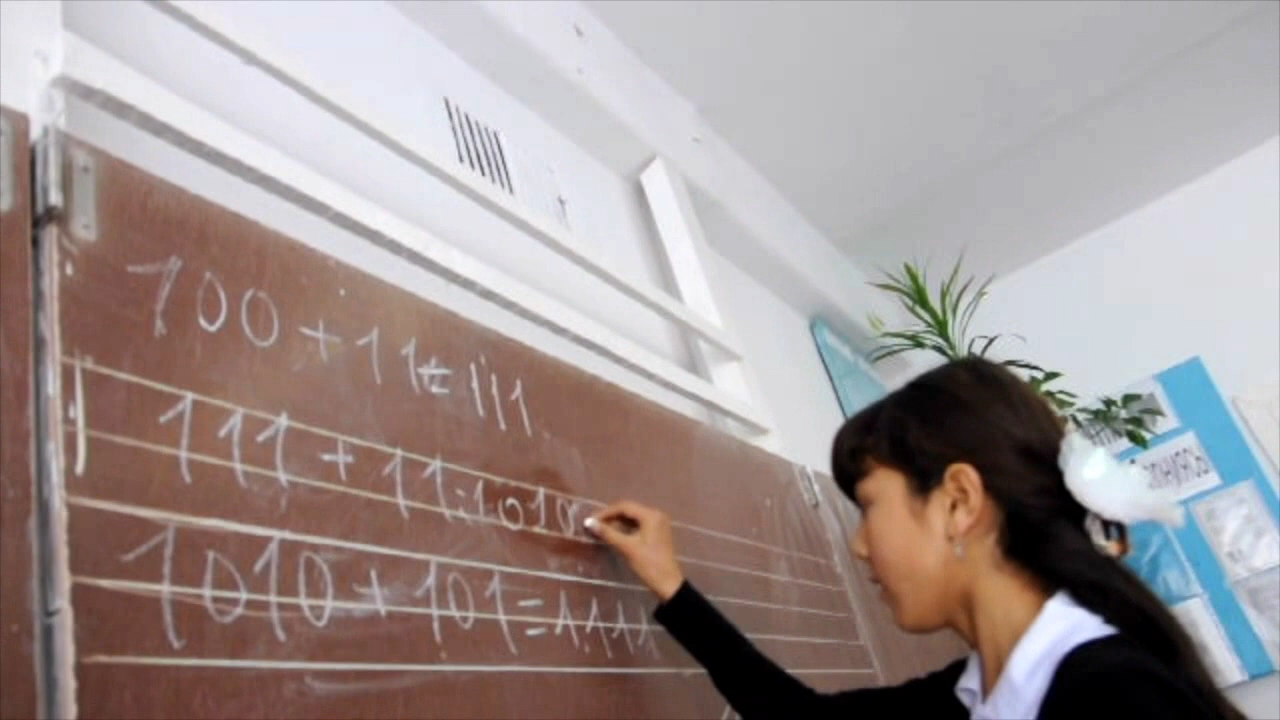 100 + 11 = 111
111 + 11 = 1010
1010 + 101 = 1111